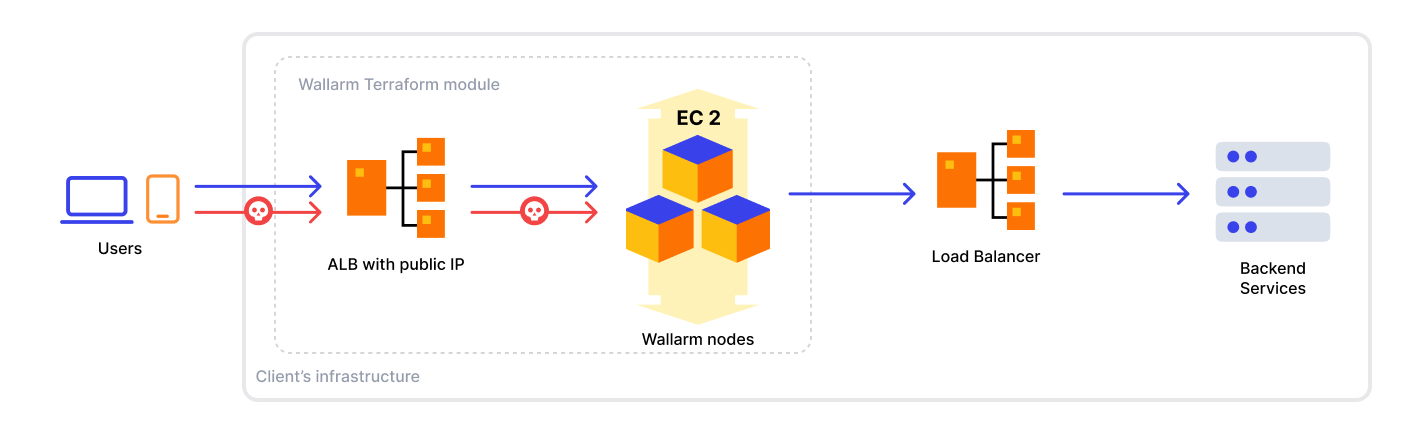 Wallarm Terraform module
EC 2
Users
ALB with public IP
Wallarm nodes
Load Balancer
Backend
Services
Client’s infrastructure